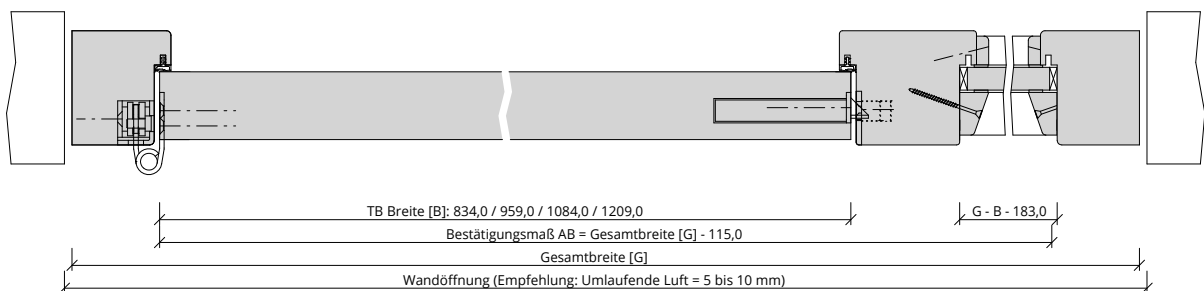 TB Breite [B]: 834,0 / 959,0 / 1084,0 / 1209,0
G - B - 183,0
Bestätigungsmaß AB = Gesamtbreite [G] - 115,0
Gesamtbreite [G]
Wandöffnung (Empfehlung: Umlaufende Luft = 5 bis 10 mm)